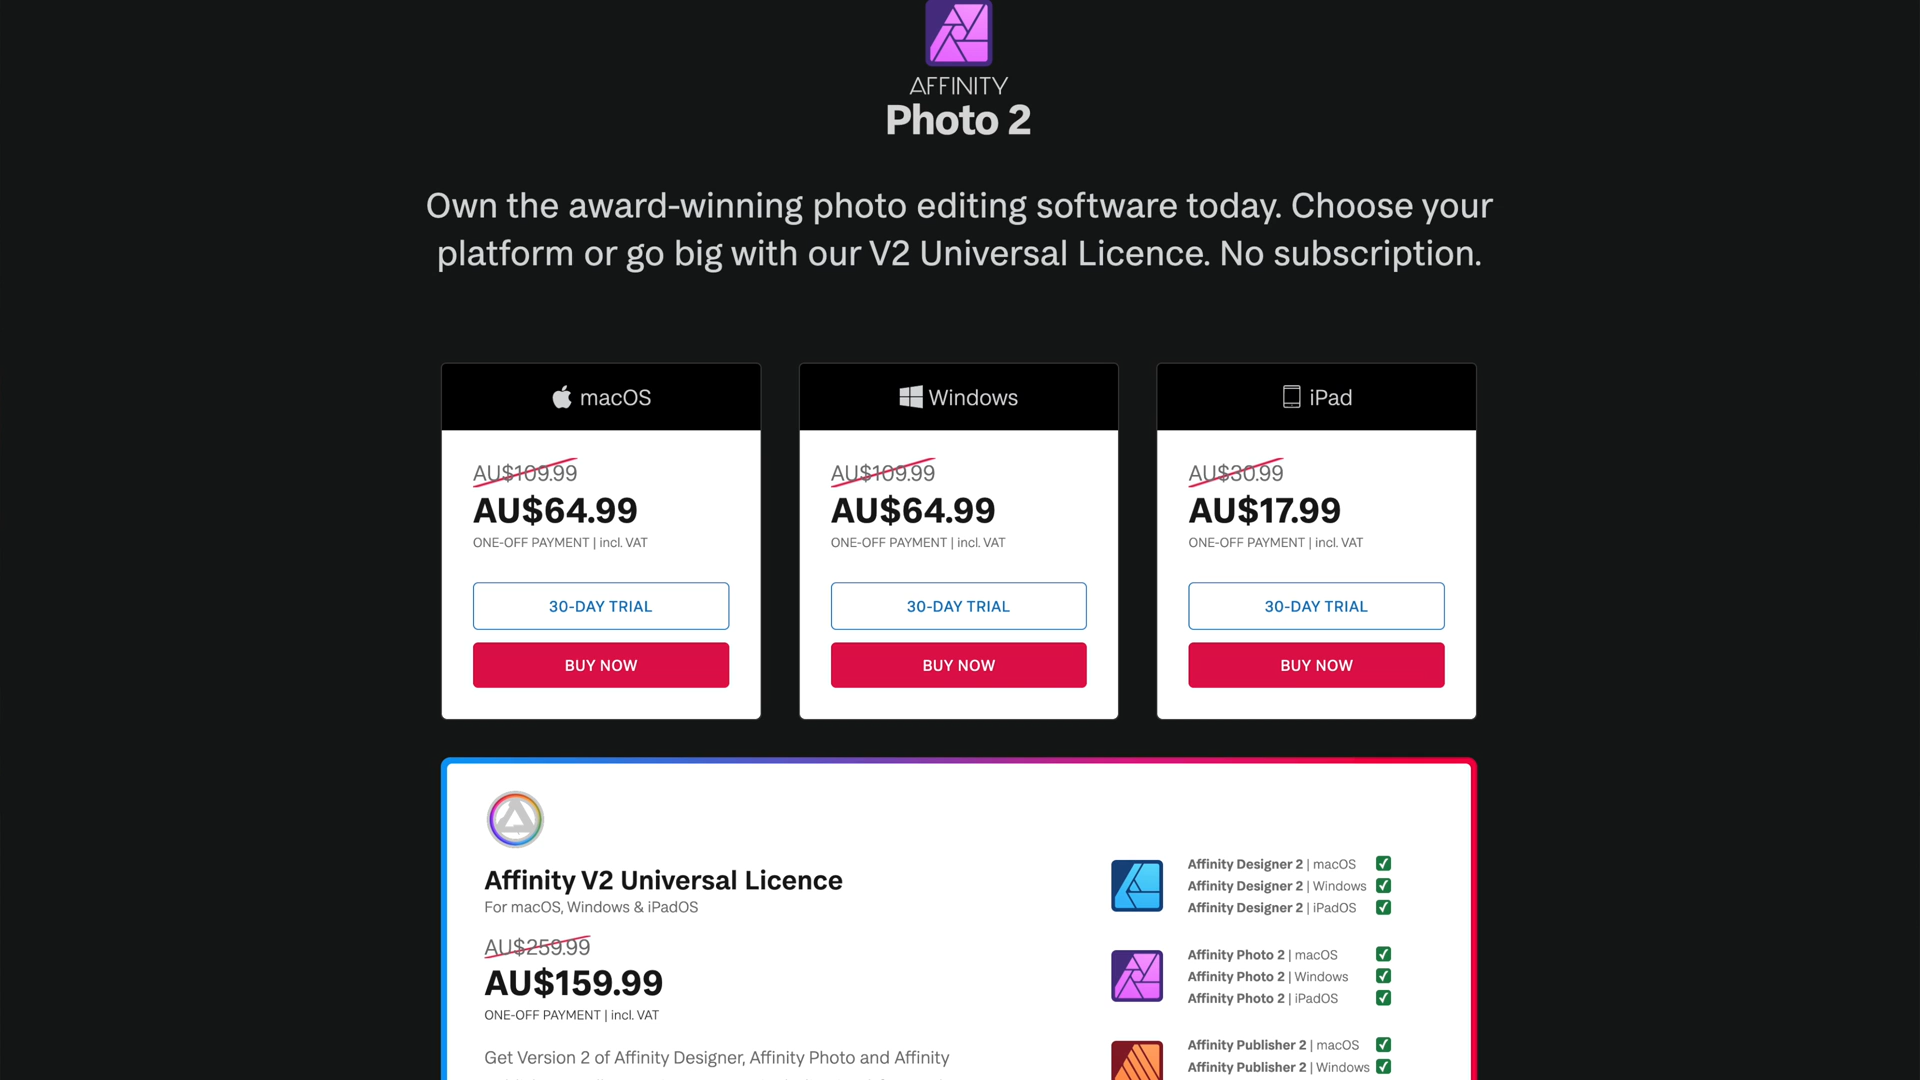 AFFINITY
Photo 2
Own the award-winning photo editing software today. Choose your
platform or go big with our V2 Universal Licence. No subscription.
macOS
AU$109.99
AU$64.99
ONE-OFF PAYMENT | incl. VAT
30-DAY TRIAL
BUY NOW
Windows
AU$109.99
AU$64.99
ONE-OFF PAYMENT | incl. VAT
30-DAY TRIAL
BUY NOW
iPad
AU$30.99
AU$17.99
ONE-OFF PAYMENT | incl. VAT
30-DAY TRIAL
BUY NOW
Affinity V2 Universal Licence
For macOS, Windows & iPadOS
AU$259.99
AU$159.99
ONE-OFF PAYMENT | incl. VAT
Get Version 2 of Affinity Designer, Affinity Photo and Affinity
Affinity Designer 2 | macOS
Affinity Designer 2 | Windows
Affinity Designer 2 | iPadOS
Affinity Photo 2 | macOS
Affinity Photo 2 | Windows
Affinity Photo 2 | iPadOS
Affinity Publisher 2 | macOS
Affinity Publisher 2 | Windows